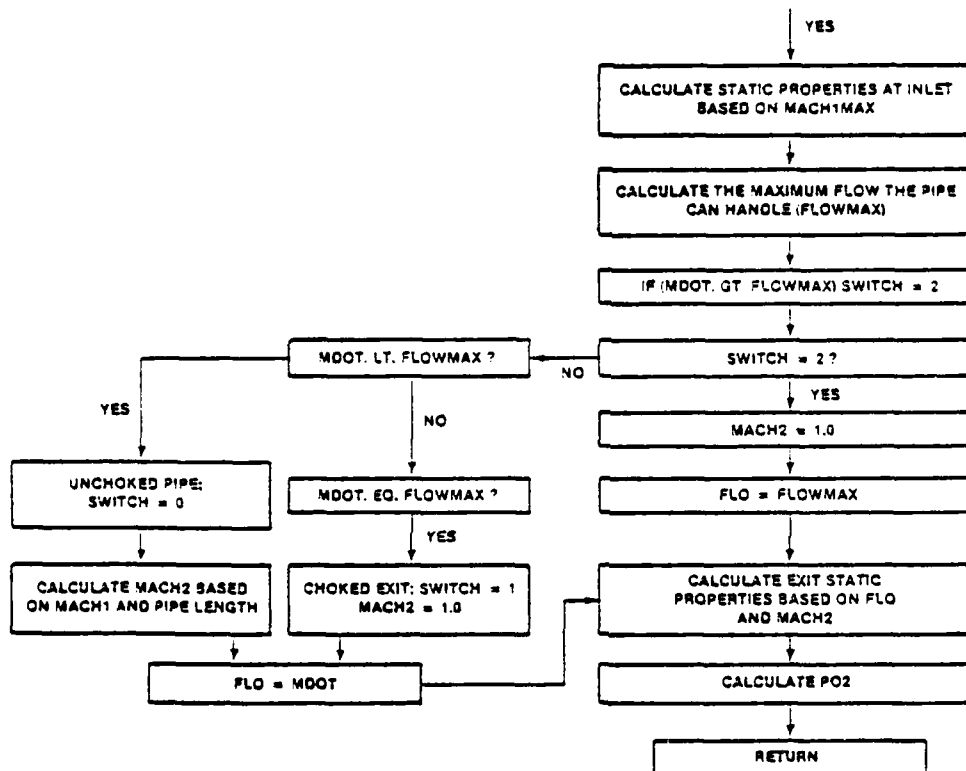 YES
CALCULATE STATIC PROPERTIES AT INLET
BASED ON MACH1MAX
CALCULATE THE MAXIMUM FLOW THE PIPE
CAN HANDLE (FLOWMAX)
IF (MDOT. GT. FLOWMAX) SWITCH = 2
MDOT. LT. FLOWMAX ?
NO
SWITCH = 2 ?
YES
NO
YES
MACH2 = 1.0
UNCHOKED PIPE:
SWITCH = 0
MDOT. EQ. FLOWMAX ?
FLO = FLOWMAX
YES
CALCULATE MACH2 BASED
ON MACH1 AND PIPE LENGTH
CHOKED EXIT: SWITCH = 1
MACH2 = 1.0
CALCULATE EXIT STATIC
PROPERTIES BASED ON FLO
AND MACH2
FLO = MDOT
CALCULATE PO2
RETURN